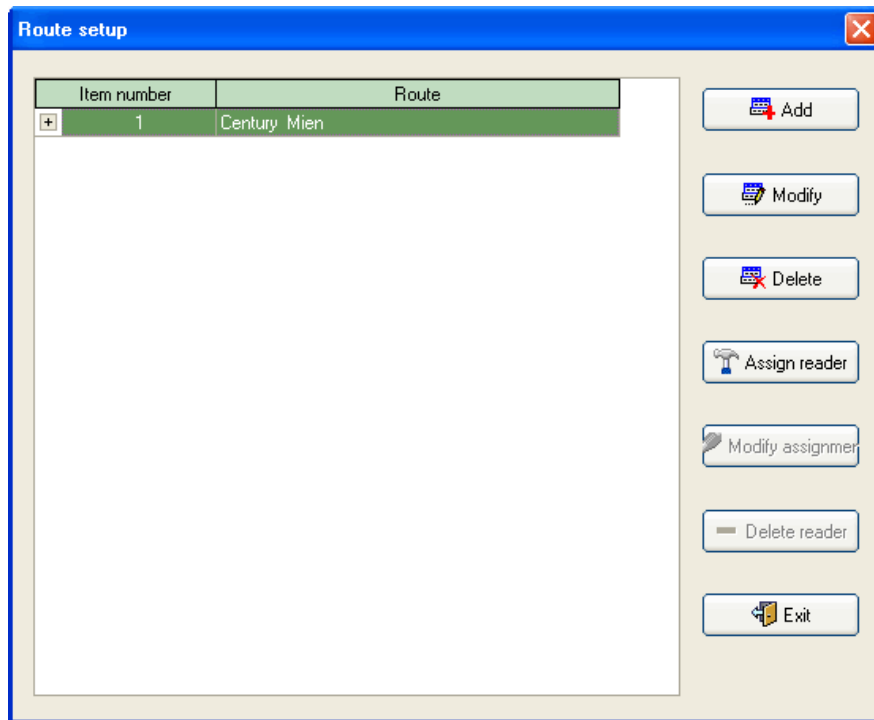 Route setup
Item number Route
1 Century Mien
Add
Modify
Delete
Assign reader
Modify assignmer
Delete reader
Exit